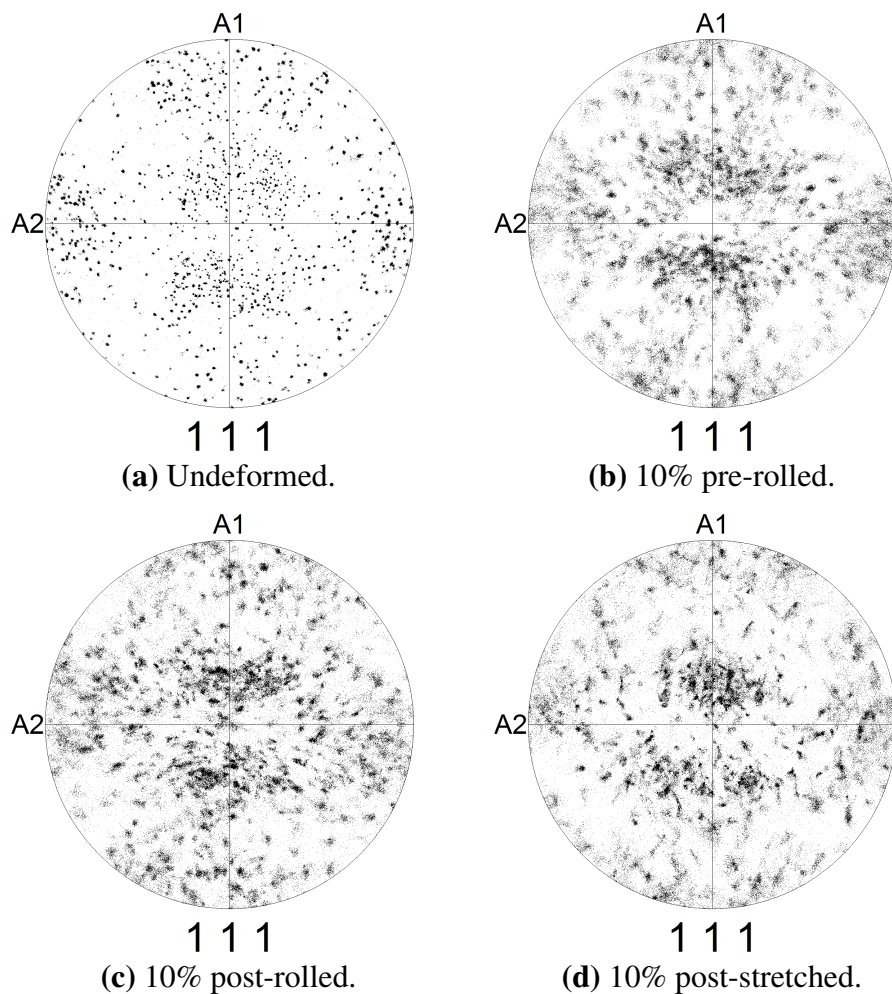 A1 A1
A2 A2
1 1 1 1 1 1
(a) Undeformed. (b) 10% pre-rolled.
A1 A1
A2 A2
1 1 1 1 1 1
(c) 10% post-rolled. (d) 10% post-stretched.